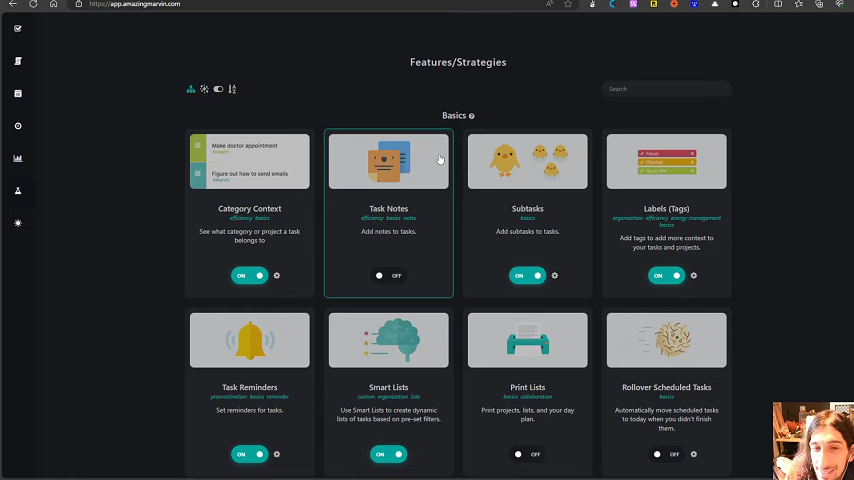 https://app.amazingmarvin.com
Features/Strategies
Search
Basics
Make doctor appointment
Figure out how to send emails
Focus
Physical
Category Context
efficiency basics
See what category or project a task
belongs to
ON
Task Notes
efficiency basics notes
Add notes to tasks.
OFF
Subtasks
basics
Add subtasks to tasks.
ON
Labels (Tags)
organization efficiency energy management
basics
Add tags to add more context to
your tasks and projects.
ON
Task Reminders
procrastination basics reminder
Set reminders for tasks.
ON
Smart Lists
custom organization lists
Use Smart Lists to create dynamic
lists of tasks based on pre-set filters.
ON
Print Lists
basics collaboration
Print projects, lists, and your day
plan.
OFF
Rollover Scheduled Tasks
basics
Automatically move scheduled tasks
to today when you didn't finish
them.
OFF